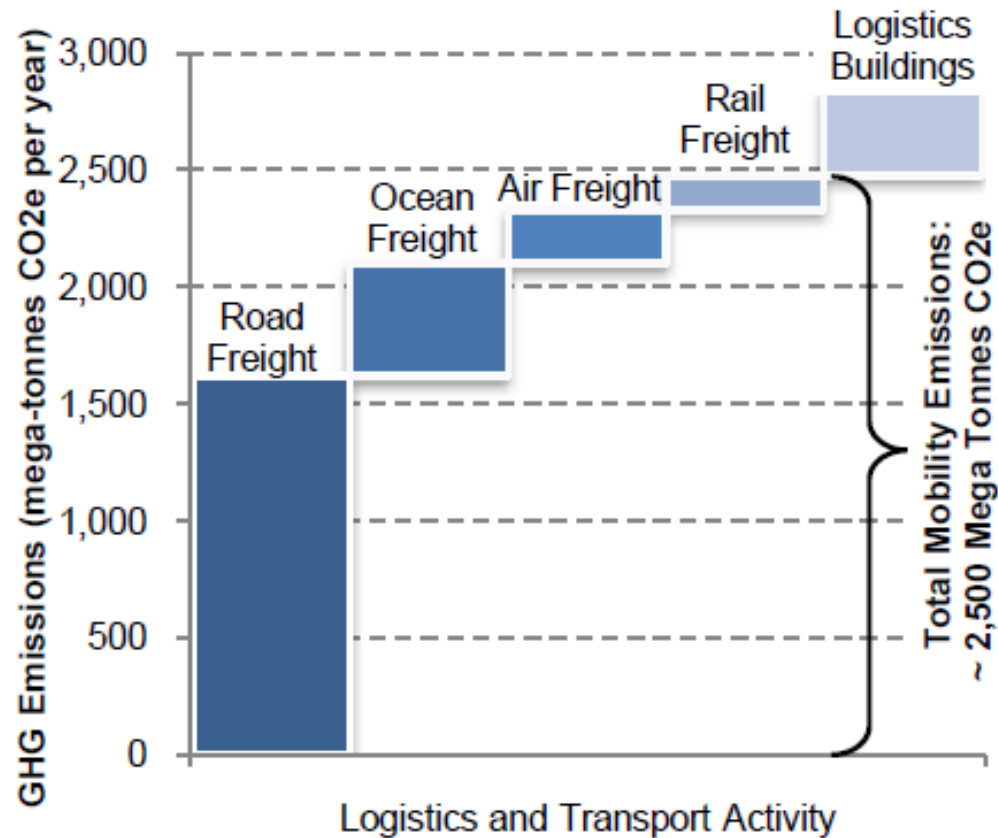 GHG Emissions (mega-tonnes CO2e per year)
3,000
2,500
2,000
1,500
1,000
500
0
Road
Freight
Ocean
Freight
Air Freight
Rail
Freight
Logistics
Buildings
Total Mobility Emissions:
~ 2,500 Mega Tonnes CO2e
Logistics and Transport Activity